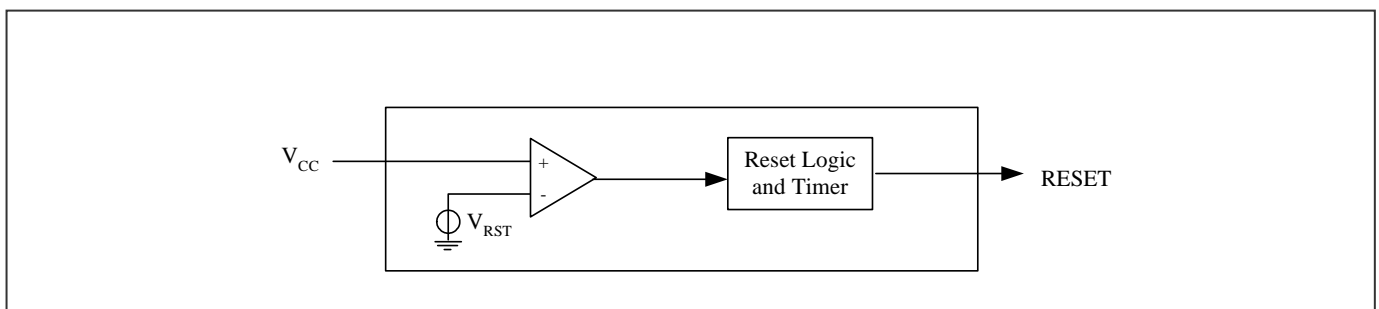 V_CC
+
-
V_RST
Reset Logic
and Timer
RESET